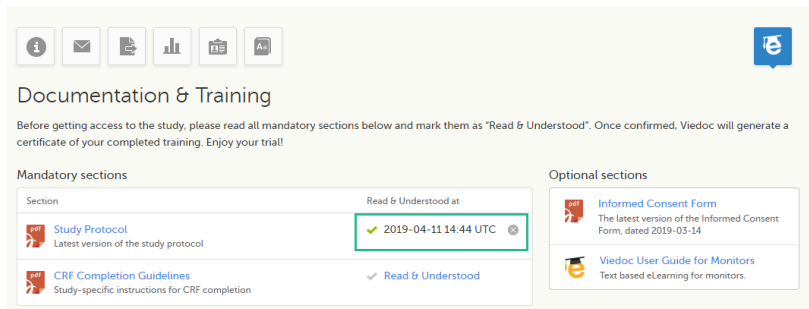 Documentation & Training
Before getting access to the study, please read all mandatory sections below and mark them as "Read & Understood". Once confirmed, Viedoc will generate a
certificate of your completed training. Enjoy your trial!
Mandatory sections
Section Read & Understood at
pdf Study Protocol
Latest version of the study protocol
2019-04-11 14:44 UTC
pdf CRF Completion Guidelines
Study-specific instructions for CRF completion
Read & Understood
Optional sections
pdf Informed Consent Form
The latest version of the Informed Consent
Form, dated 2019-03-14
Viedoc User Guide for Monitors
Text based eLearning for monitors.